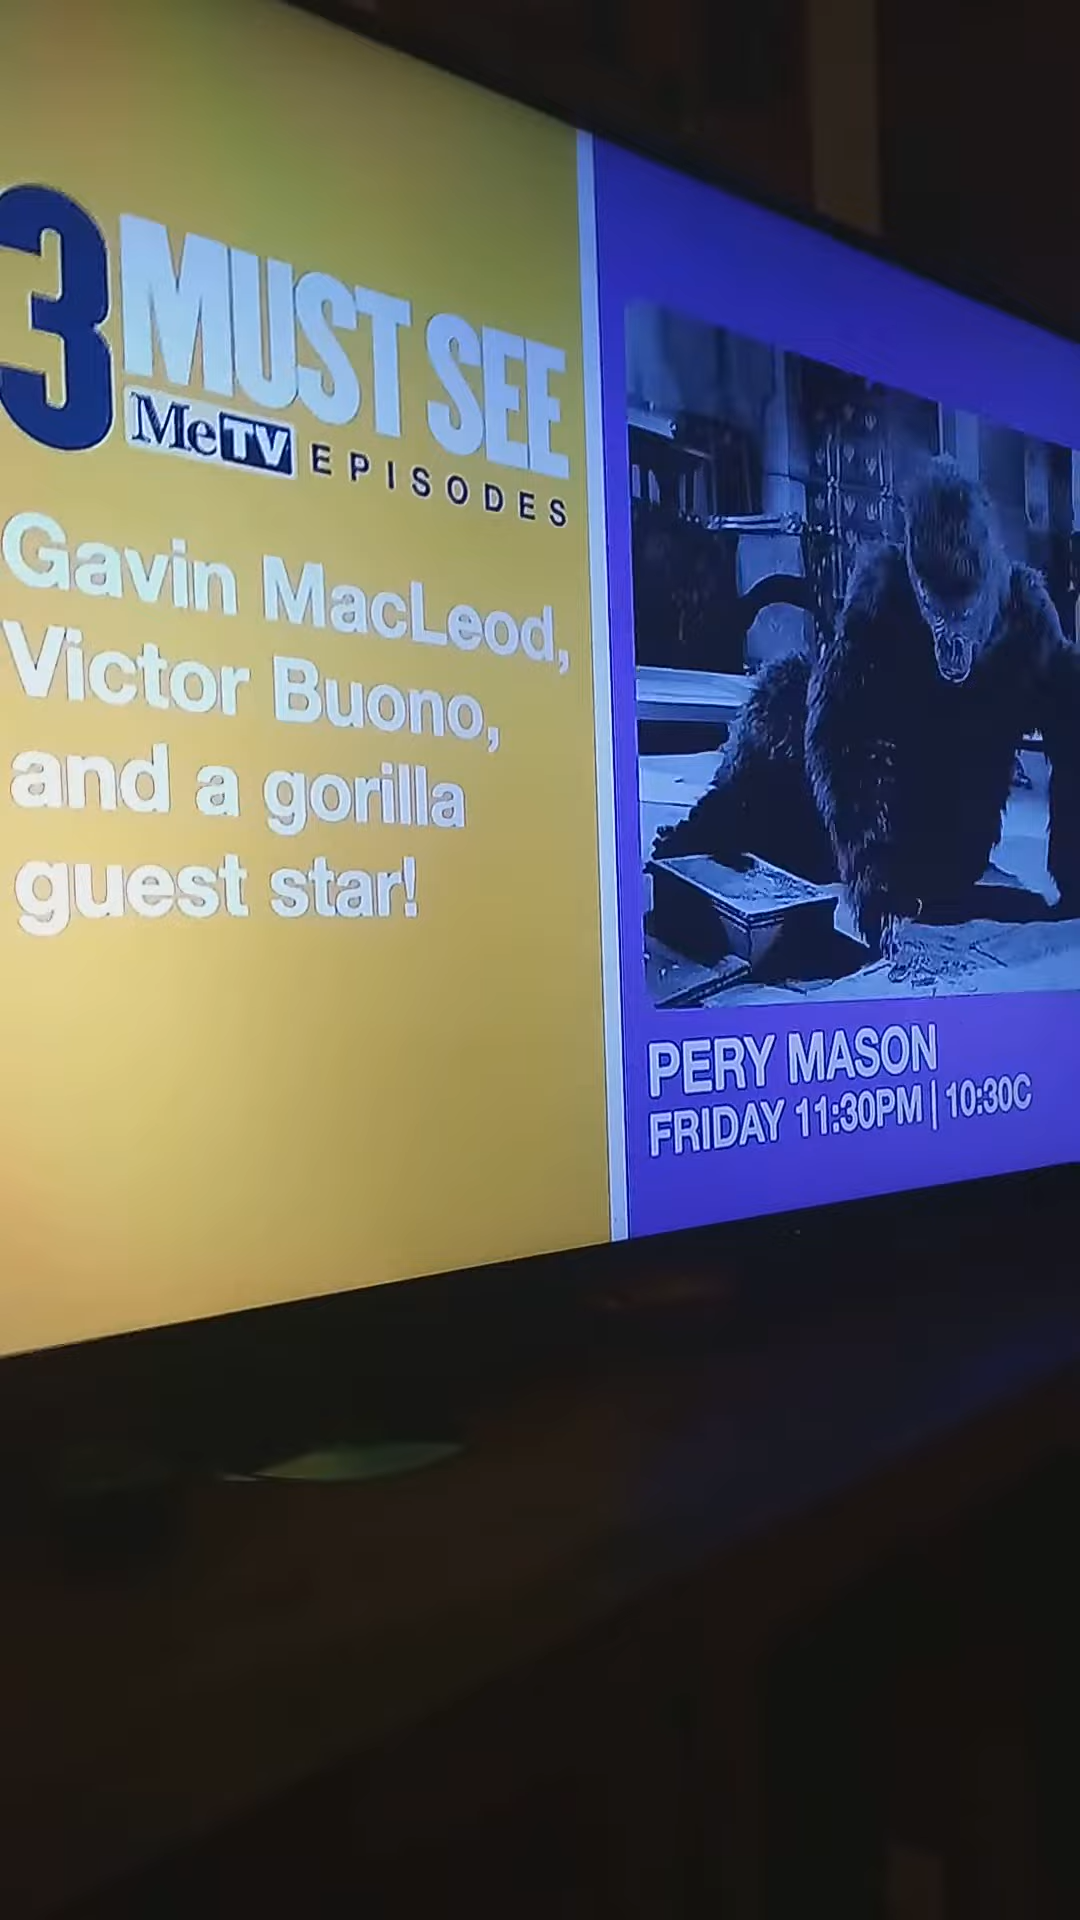 3 MUST SEE
MeTV EPISODES
Gavin MacLeod,
Victor Buono,
and a gorilla
guest star!
PERY MASON
FRIDAY 11:30PM | 10:30C